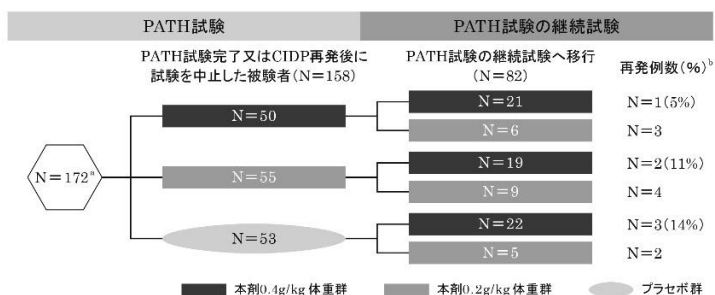 PATH試験
PATH試験の継続試験
PATH試験完了又はCIDP再発後に
試験を中止した被験者(N=158)
PATH試験の継続試験へ移行
(N=82)
再発例数(%)ᵇ
N=172ᵃ
N=50
N=21
N=1(5%)
N=6
N=3
N=55
N=19
N=2(11%)
N=9
N=4
N=53
N=22
N=3(14%)
N=5
N=2
本剤0.4g/kg 体重群
本剤0.2g/kg 体重群
プラセボ群